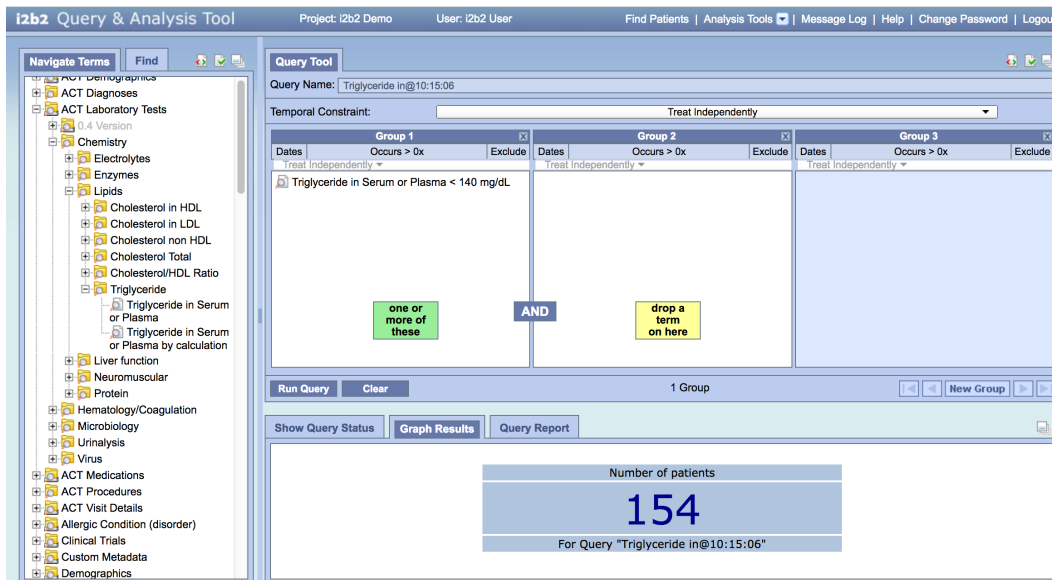 i2b2 Query & Analysis Tool
Project: i2b2 Demo
User: i2b2 User
Find Patients | Analysis Tools | Message Log | Help | Change Password | Logou
Navigate Terms
Find
ACT Demographics
ACT Diagnoses
ACT Laboratory Tests
0.4 Version
Chemistry
Electrolytes
Enzymes
Lipids
Cholesterol in HDL
Cholesterol in LDL
Cholesterol non HDL
Cholesterol Total
Cholesterol/HDL Ratio
Triglyceride
Triglyceride in Serum
or Plasma
Triglyceride in Serum
or Plasma by calculation
Liver function
Neuromuscular
Protein
Hematology/Coagulation
Microbiology
Urinalysis
Virus
ACT Medications
ACT Procedures
ACT Visit Details
Allergic Condition (disorder)
Clinical Trials
Custom Metadata
Demographics
Query Tool
Query Name: Triglyceride in@10:15:06
Temporal Constraint: Treat Independently
Group 1
Dates Occurs > 0x Exclude
Treat Independently
Triglyceride in Serum or Plasma < 140 mg/dL
one or
more of
these
AND
Group 2
Dates Occurs > 0x Exclude
Treat Independently
drop a
term
on here
Group 3
Dates Occurs > 0x Exclude
Treat Independently
Run Query
Clear
1 Group
New Group
Show Query Status
Graph Results
Query Report
Number of patients
154
For Query "Triglyceride in@10:15:06"